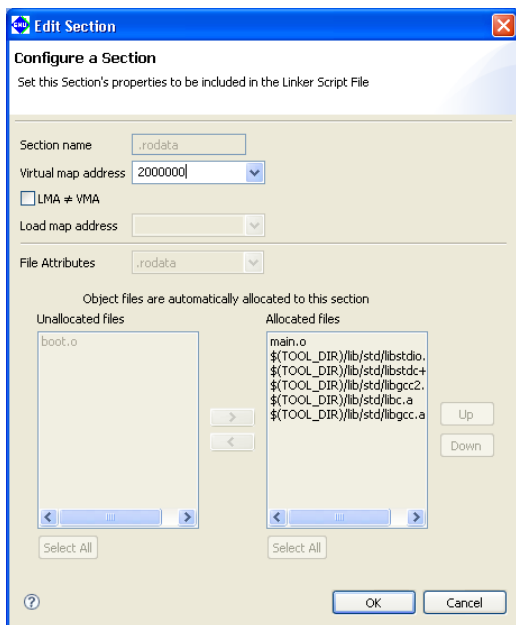 GNU Edit Section
Configure a Section
Set this Section's properties to be included in the Linker Script File
Section name .rodata
Virtual map address 2000000
LMA ≠ VMA
Load map address
File Attributes .rodata
Object files are automatically allocated to this section
Unallocated files
boot.o
Allocated files
main.o
$(TOOL_DIR)/lib/std/libstdio.
$(TOOL_DIR)/lib/std/libstdc+
$(TOOL_DIR)/lib/std/libgcc2.
$(TOOL_DIR)/lib/std/libc.a
$(TOOL_DIR)/lib/std/libgcc.a
>
<
Up
Down
Select All
Select All
?
OK
Cancel